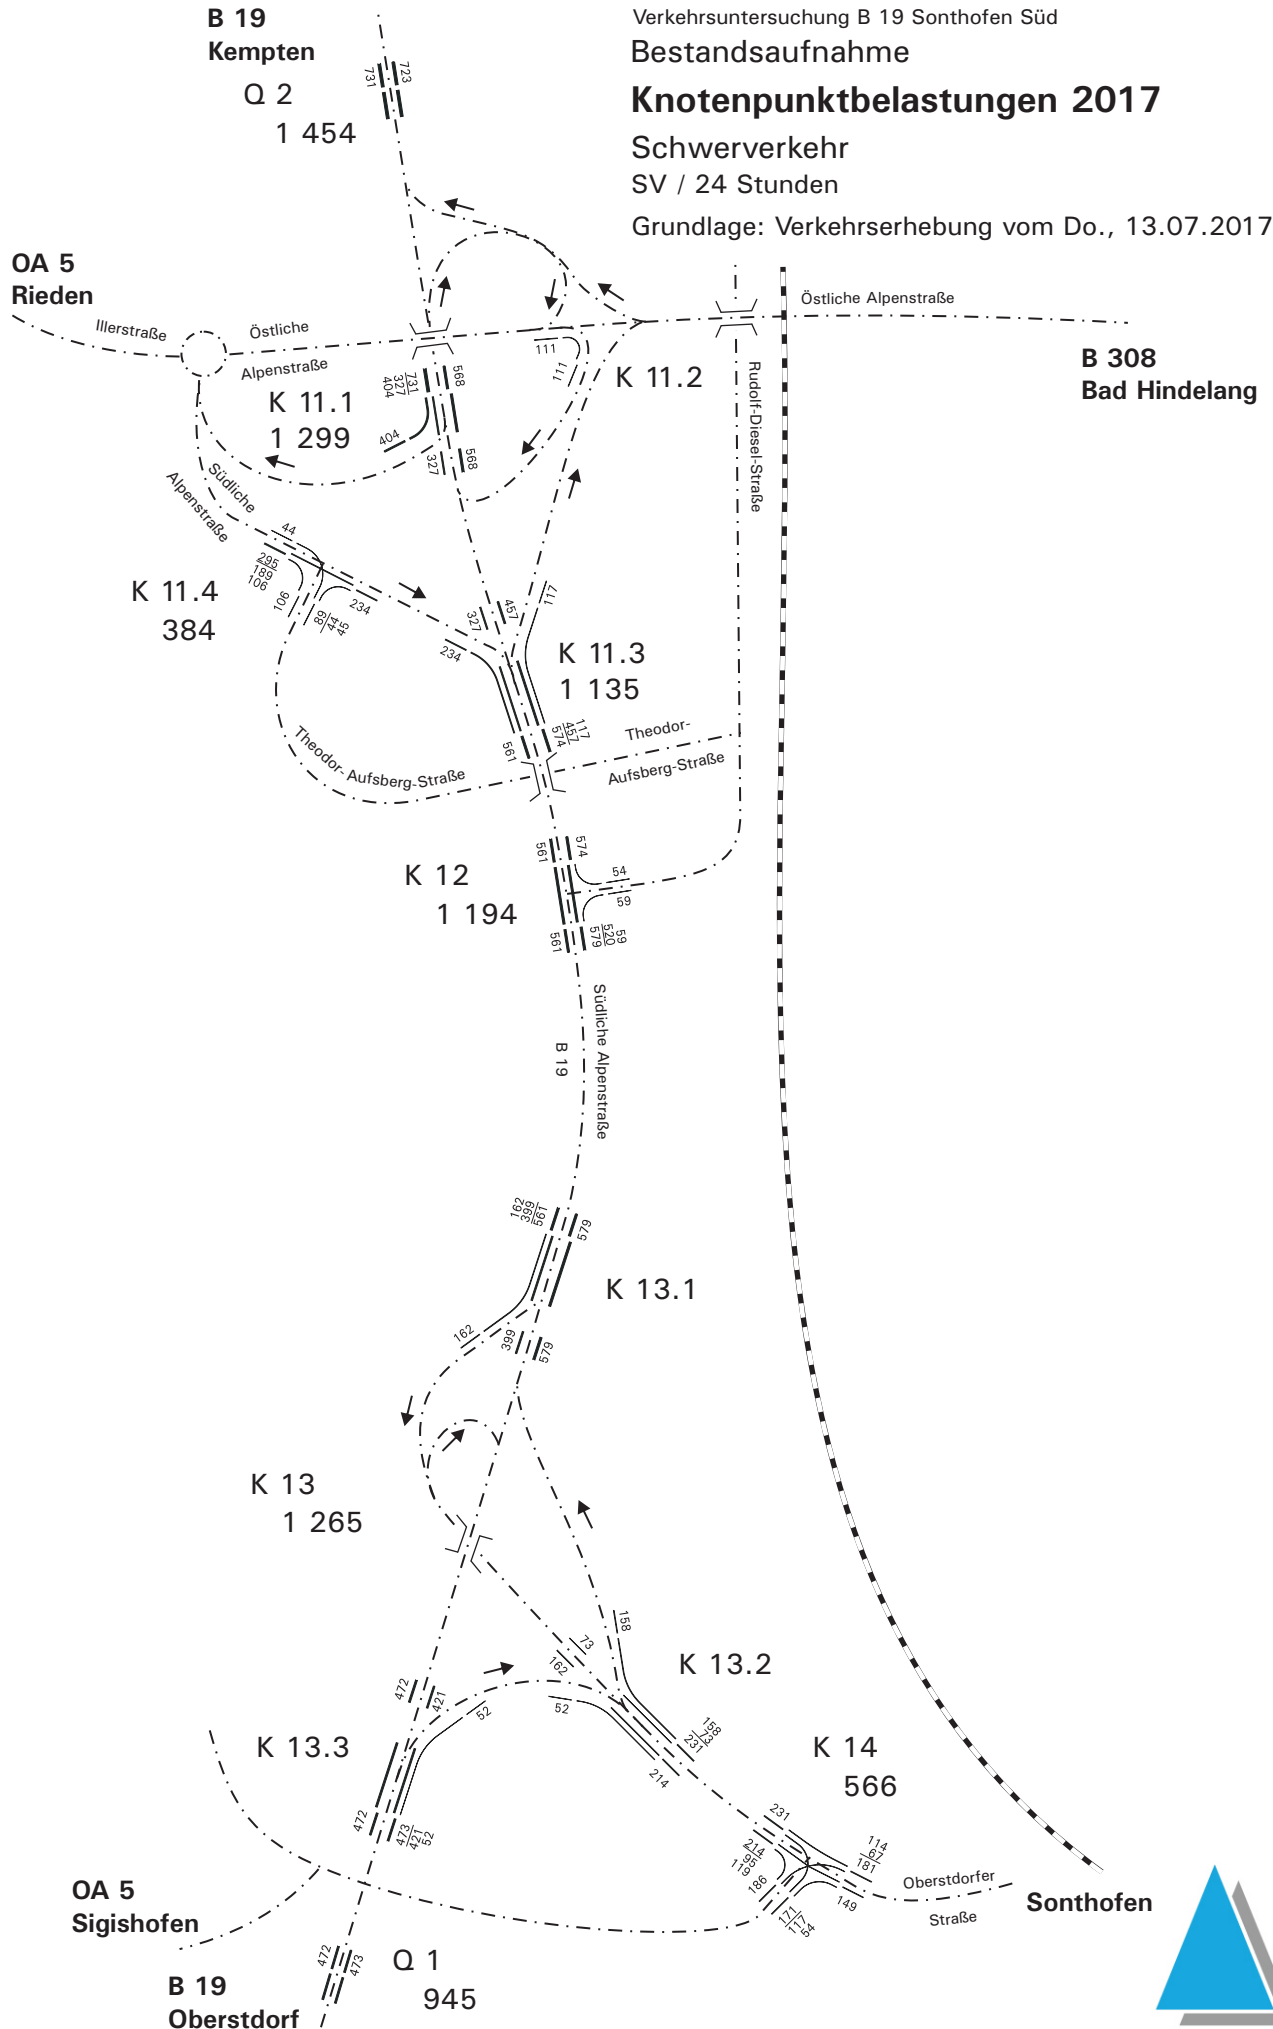 B 19
Kempten
Q 2
1 454
731
723
Verkehrsuntersuchung B 19 Sonthofen Süd
Bestandsaufnahme
Knotenpunktbelastungen 2017
Schwerverkehr
SV / 24 Stunden
Grundlage: Verkehrserhebung vom Do., 13.07.2017
OA 5
Rieden
Illerstraße
Östliche
Alpenstraße
Östliche Alpenstraße
B 308
Bad Hindelang
K 11.1
1 299
731
327
404
568
404
327
568
111
111
K 11.2
Rudolf-Diesel-Straße
Südliche
Alpenstraße
44
295
189
106
106
89
44
45
234
K 11.4
384
327
457
117
234
K 11.3
1 135
561
117
457
574
Theodor-
Aufsberg-Straße
Theodor-Aufsberg-Straße
K 12
1 194
561
574
54
59
561
59
520
579
Südliche Alpenstraße
B 19
162
399
561
579
K 13.1
162
399
579
K 13
1 265
158
73
162
K 13.2
472
421
52
52
158
73
231
214
K 13.3
472
473
421
52
K 14
566
231
214
95
119
186
114
67
181
149
171
117
54
Oberstdorfer
Straße
Sonthofen
OA 5
Sigishofen
472
473
Q 1
945
B 19
Oberstdorf